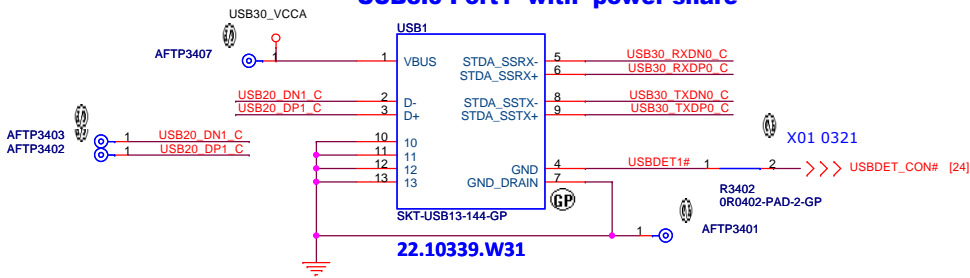 USB3.0 Port1 with power share
USB30_VCCA
USB1
AFTP3407
1
1
VBUS
STDA_SSRX-
5
USB30_RXDN0_C
STDA_SSRX+
6
USB30_RXDP0_C
USB20_DN1_C
2
D-
STDA_SSTX-
8
USB30_TXDN0_C
USB20_DP1_C
3
D+
STDA_SSTX+
9
USB30_TXDP0_C
AFTP3403
1
USB20_DN1_C
AFTP3402
1
USB20_DP1_C
10
10
11
11
12
12
13
13
GND
4
USBDET1#
1
2
USBDET_CON# [24]
GND_DRAIN
7
X01 0321
R3402
0R0402-PAD-2-GP
GP
SKT-USB13-144-GP
22.10339.W31
1
AFTP3401